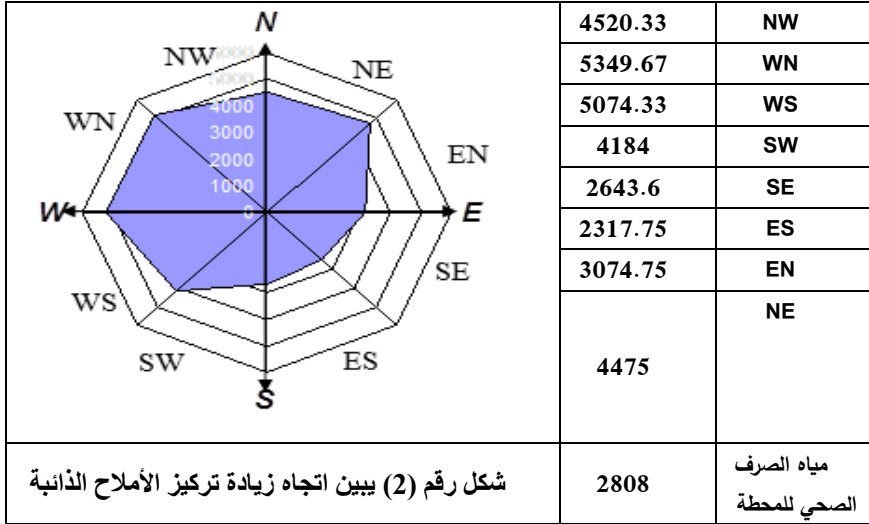 N
NW
NE
WN
EN
W
E
WS
SE
SW
ES
S
6000
5000
4000
3000
2000
1000
0
4520.33 NW
5349.67 WN
5074.33 WS
4184 SW
2643.6 SE
2317.75 ES
3074.75 EN
4475 NE
مياه الصرف
الصحي للمحطة
2808
شكل رقم (2) يبين اتجاه زيادة تركيز الأملاح الذائبة